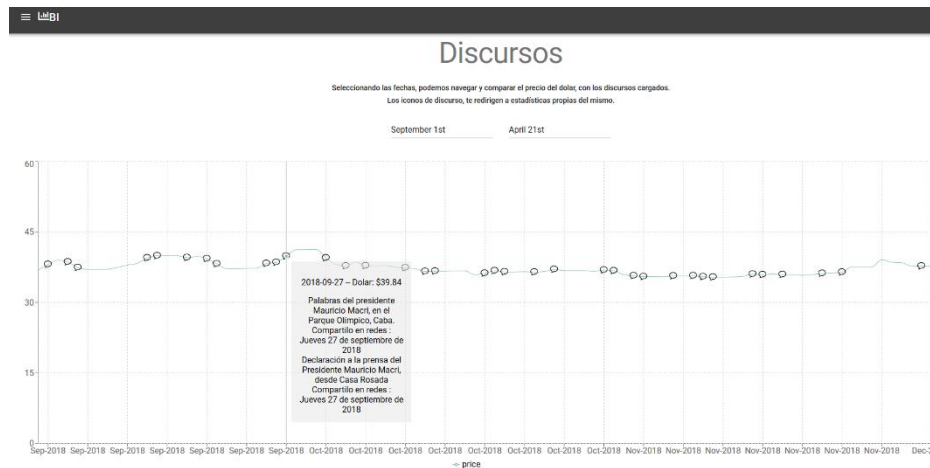 BI
Discursos
Seleccionando las fechas, podemos navegar y comparar el precio del dolar, con los discursos cargados.
Los iconos de discurso, te redirigen a estadísticas propias del mismo.
September 1st April 21st
60
45
30
15
0
2018-09-27 – Dolar: $39.84
Palabras del presidente
Mauricio Macri, en el
Parque Olímpico, Caba.
Compartilo en redes :
Jueves 27 de septiembre de
2018
Declaración a la prensa del
Presidente Mauricio Macri,
desde Casa Rosada
Compartilo en redes :
Jueves 27 de septiembre de
2018
Sep-2018 Sep-2018 Sep-2018 Sep-2018 Sep-2018 Sep-2018 Sep-2018 Oct-2018 Oct-2018 Oct-2018 Oct-2018 Oct-2018 Oct-2018 Oct-2018 Oct-2018 Nov-2018 Nov-2018 Nov-2018 Nov-2018 Nov-2018 Nov-2018 Nov-2018 Dec-
price